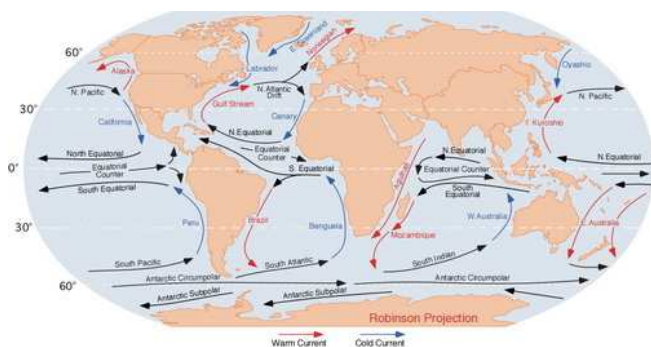 60°
30°
0°
30°
60°
Alaska
N. Pacific
California
North Equatorial
Equatorial
Counter
South Equatorial
Peru
South Pacific
Antarctic Circumpolar
Antarctic Subpolar
Labrador
E. Greenland
Norwegian
Gulf Stream
N. Atlantic
Drift
Canary
N.Equatorial
Equatorial
Counter
S. Equatorial
Brazil
Benguela
South Atlantic
Antarctic Subpolar
Agulhas
Mozambique
N.Equatorial
Equatorial Counter
South
Equatorial
W.Australia
South Indian
Antarctic Circumpolar
Oyashio
N. Pacific
Kuroshio
N. Equatorial
E. Australia
Robinson Projection
Warm Current
Cold Current